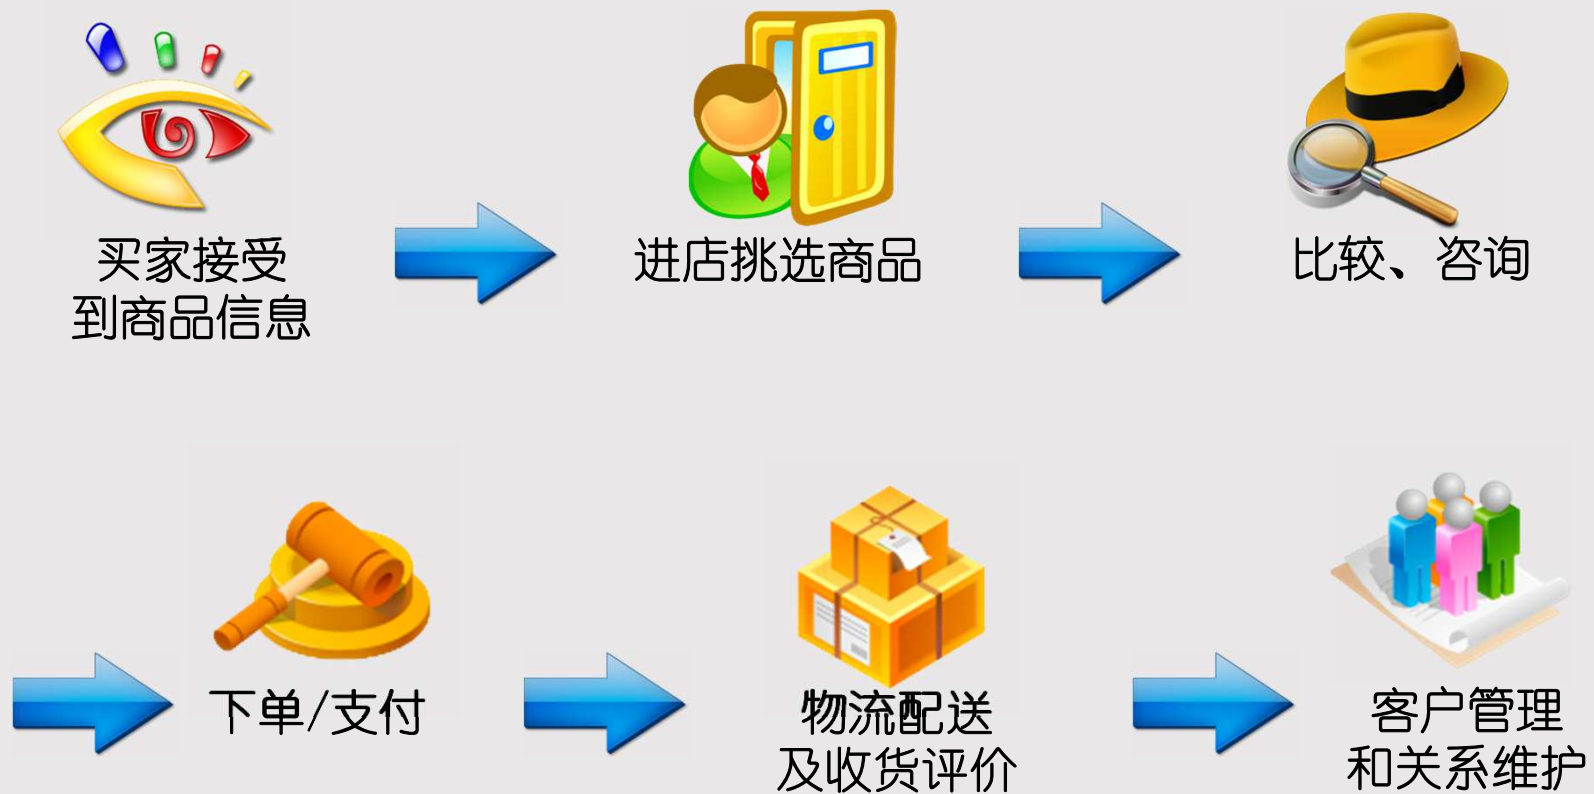 买家接受
到商品信息
进店挑选商品
比较、咨询
下单/支付
物流配送
及收货评价
客户管理
和关系维护